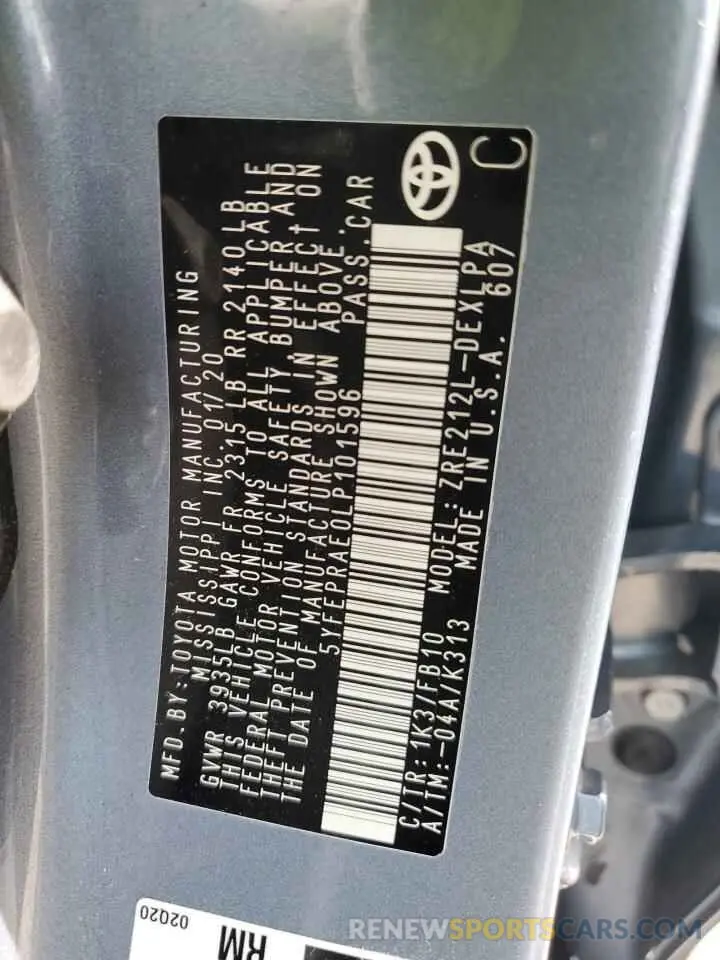 MFD.BY:TOYOTA MOTOR MANUFACTURING
MISSISSIPPI INC. 01/20
GVWR 3935LB GAWR FR 2315 LB RR 2140LB
THIS VEHICLE CONFORMS TO ALL APPLICABLE
FEDERAL MOTOR VEHICLE SAFETY, BUMPER, AND
THEFT PREVENTION STANDARDS IN EFFECT ON
THE DATE OF MANUFACTURE SHOWN ABOVE.
5YFEPRAE0LP101596 PASS.CAR
C/TR:1K3/FB10 MODEL:ZRE212L-DEXLPA
A/TM:-04A/K313 MADE IN U.S.A. 607
C
02Q20
RM
RENEWSPORTSCARS.COM